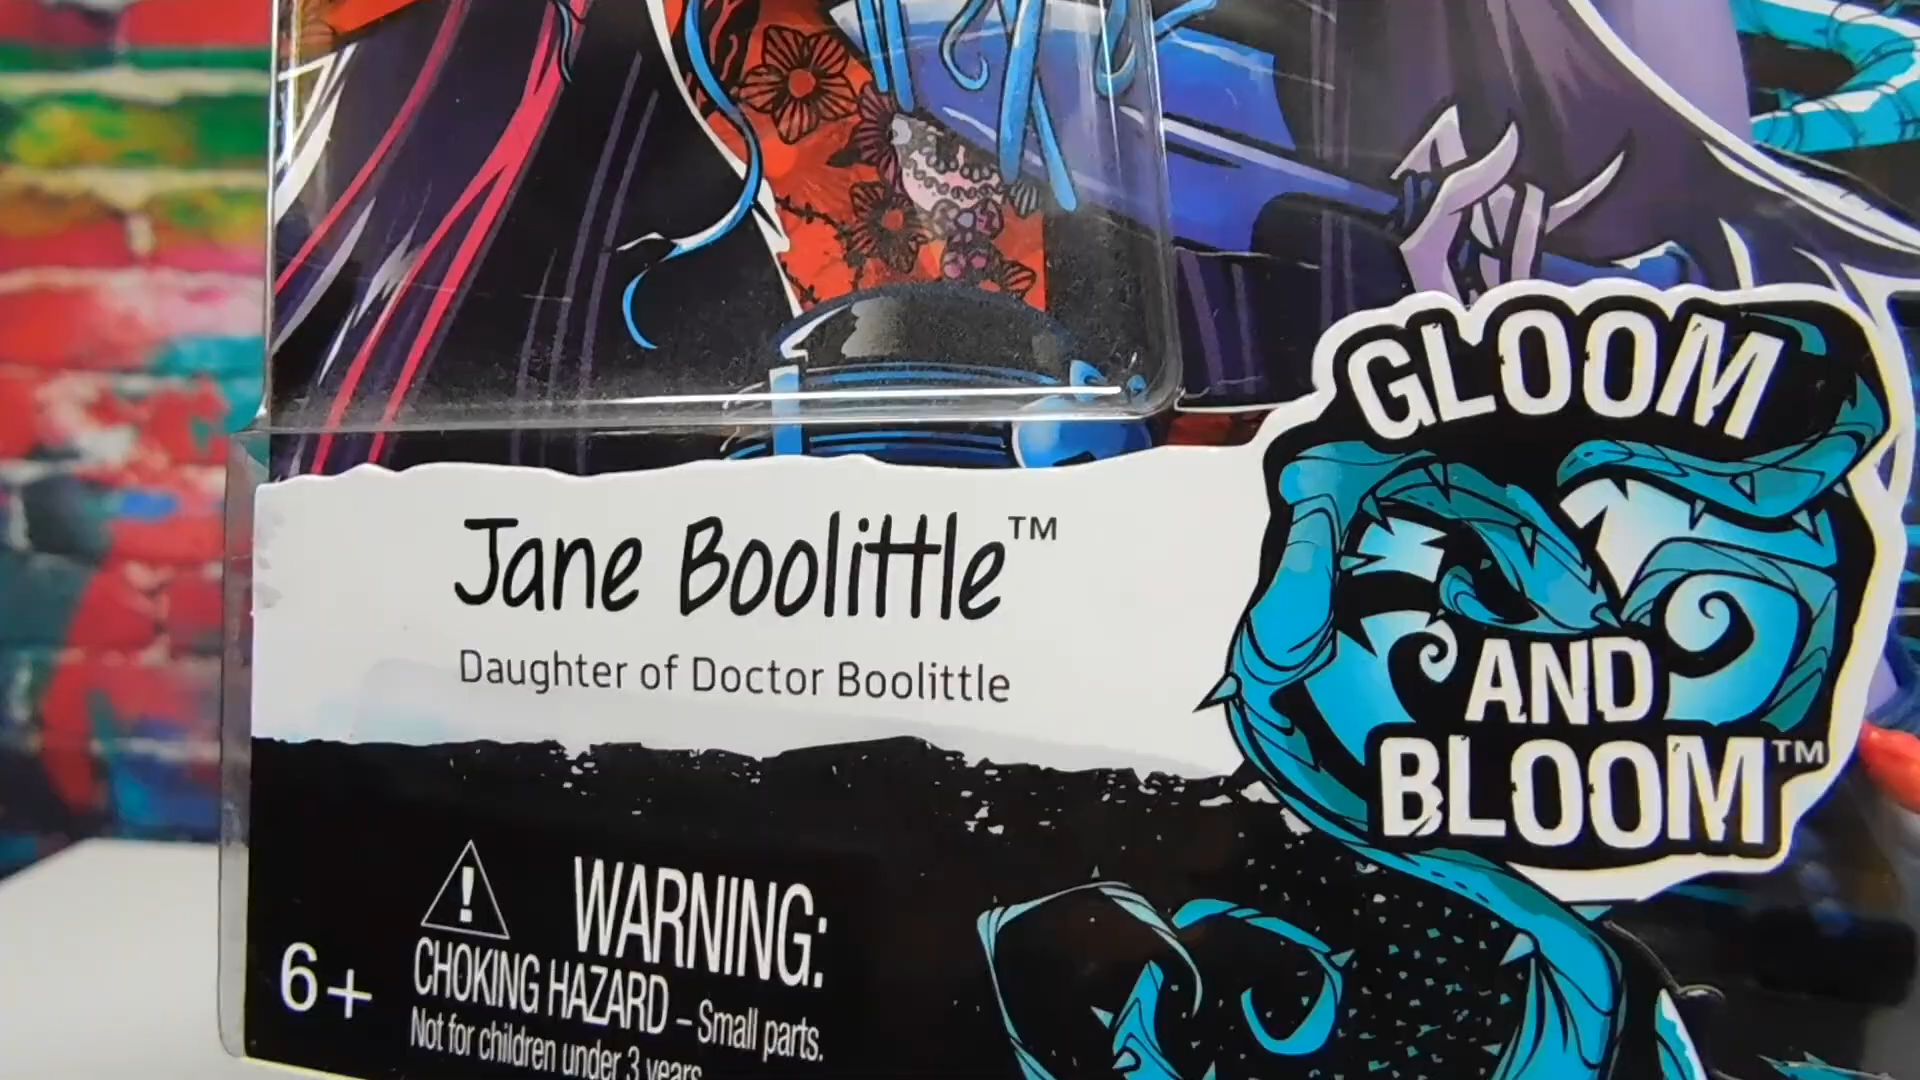 GLOOM
AND
BLOOM™
Jane Boolittle™
Daughter of Doctor Boolittle
WARNING:
CHOKING HAZARD – Small parts.
Not for children under 3 years
6+